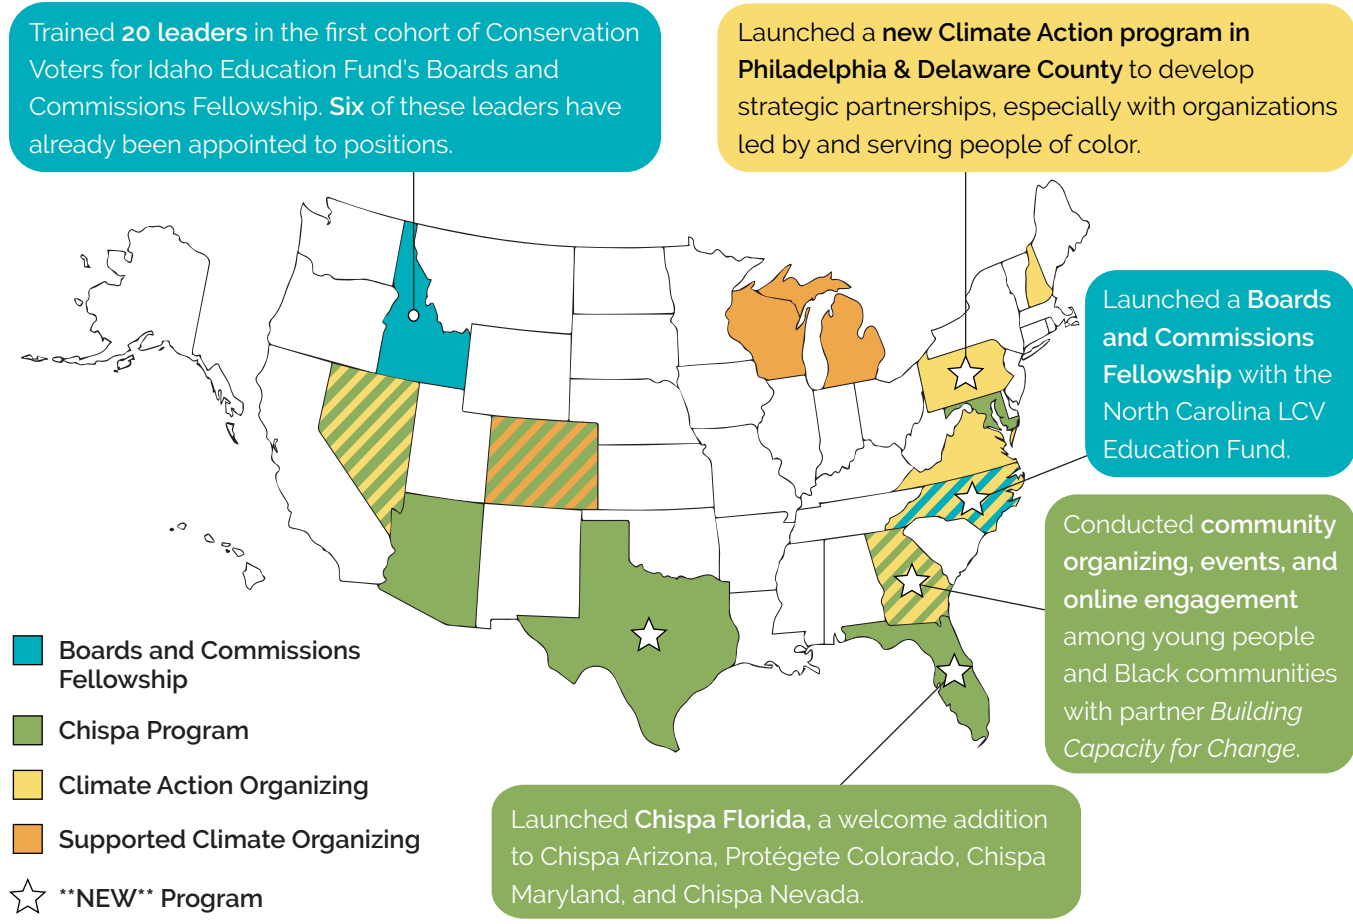 Trained 20 leaders in the first cohort of Conservation
Voters for Idaho Education Fund's Boards and
Commissions Fellowship. Six of these leaders have
already been appointed to positions.
Launched a new Climate Action program in
Philadelphia & Delaware County to develop
strategic partnerships, especially with organizations
led by and serving people of color.
Launched a Boards
and Commissions
Fellowship with the
North Carolina LCV
Education Fund.
Conducted community
organizing, events, and
online engagement
among young people
and Black communities
with partner Building
Capacity for Change.
Launched Chispa Florida, a welcome addition
to Chispa Arizona, Protégete Colorado, Chispa
Maryland, and Chispa Nevada.
Boards and Commissions
Fellowship
Chispa Program
Climate Action Organizing
Supported Climate Organizing
**NEW** Program